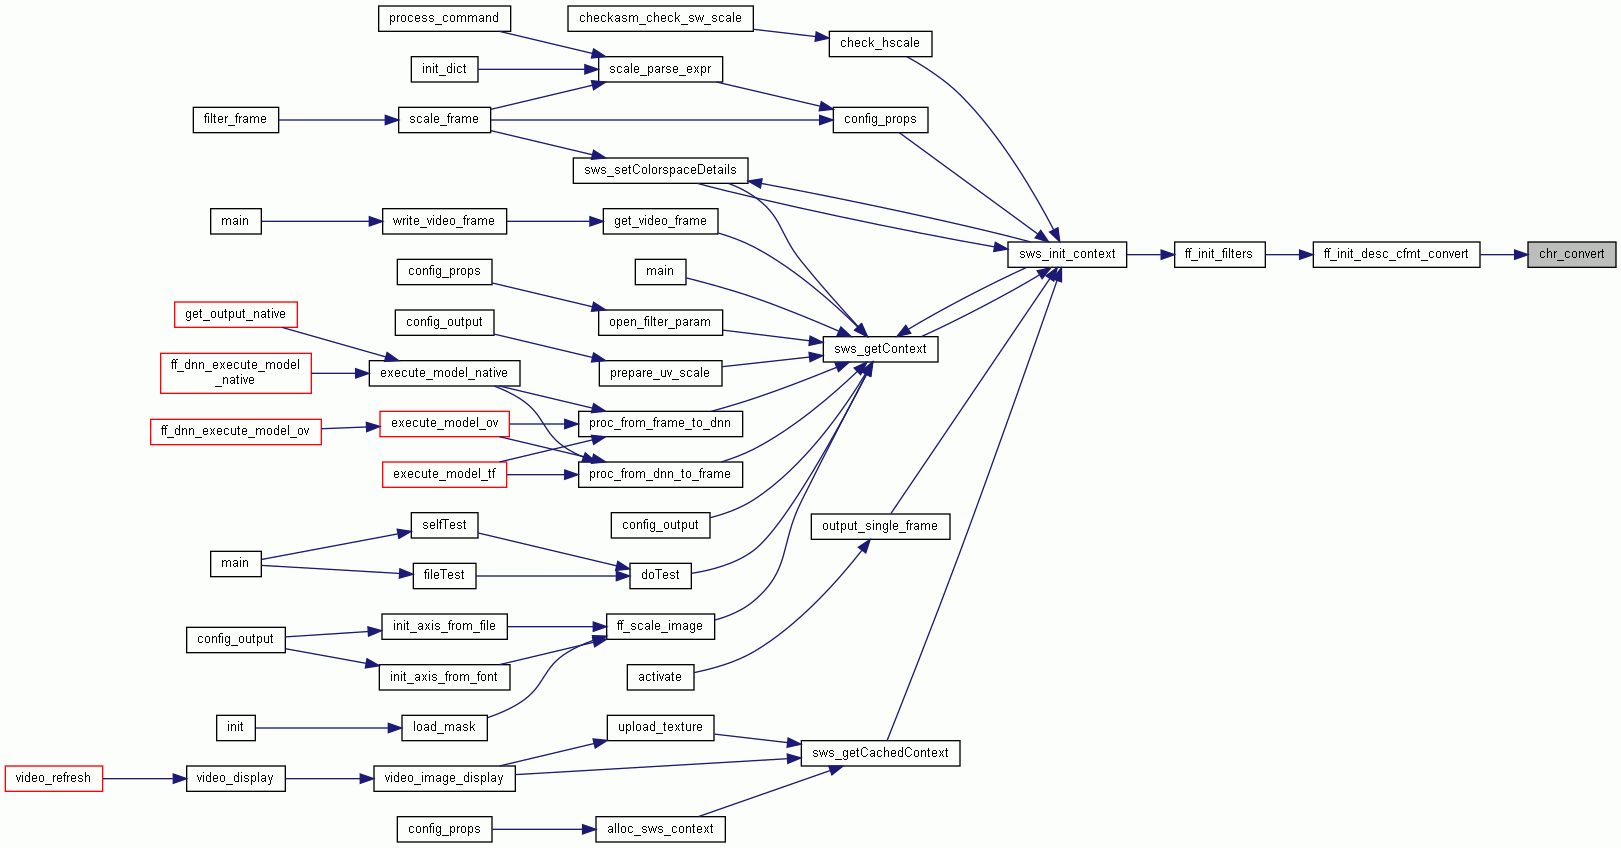 process_command
checkasm_check_sw_scale
check_hscale
init_dict
scale_parse_expr
filter_frame
scale_frame
config_props
sws_setColorspaceDetails
main
write_video_frame
get_video_frame
sws_init_context
ff_init_filters
ff_init_desc_cfmt_convert
chr_convert
config_props
main
get_output_native
config_output
open_filter_param
sws_getContext
ff_dnn_execute_model
_native
execute_model_native
prepare_uv_scale
ff_dnn_execute_model_ov
execute_model_ov
proc_from_frame_to_dnn
execute_model_tf
proc_from_dnn_to_frame
selfTest
config_output
output_single_frame
main
fileTest
doTest
config_output
init_axis_from_file
ff_scale_image
init_axis_from_font
activate
init
load_mask
upload_texture
sws_getCachedContext
video_refresh
video_display
video_image_display
config_props
alloc_sws_context